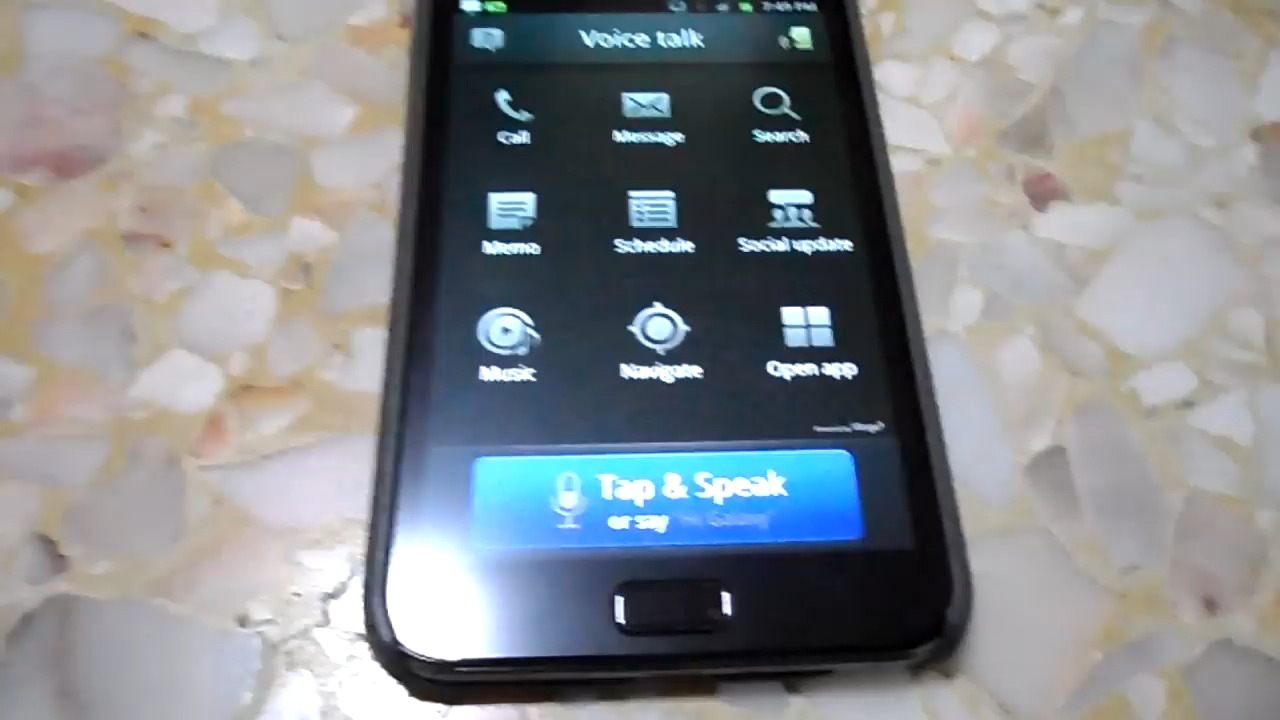 Voice talk
Call
Message
Search
Memo
Schedule
Social update
Music
Navigate
Open app
Tap & Speak
or say